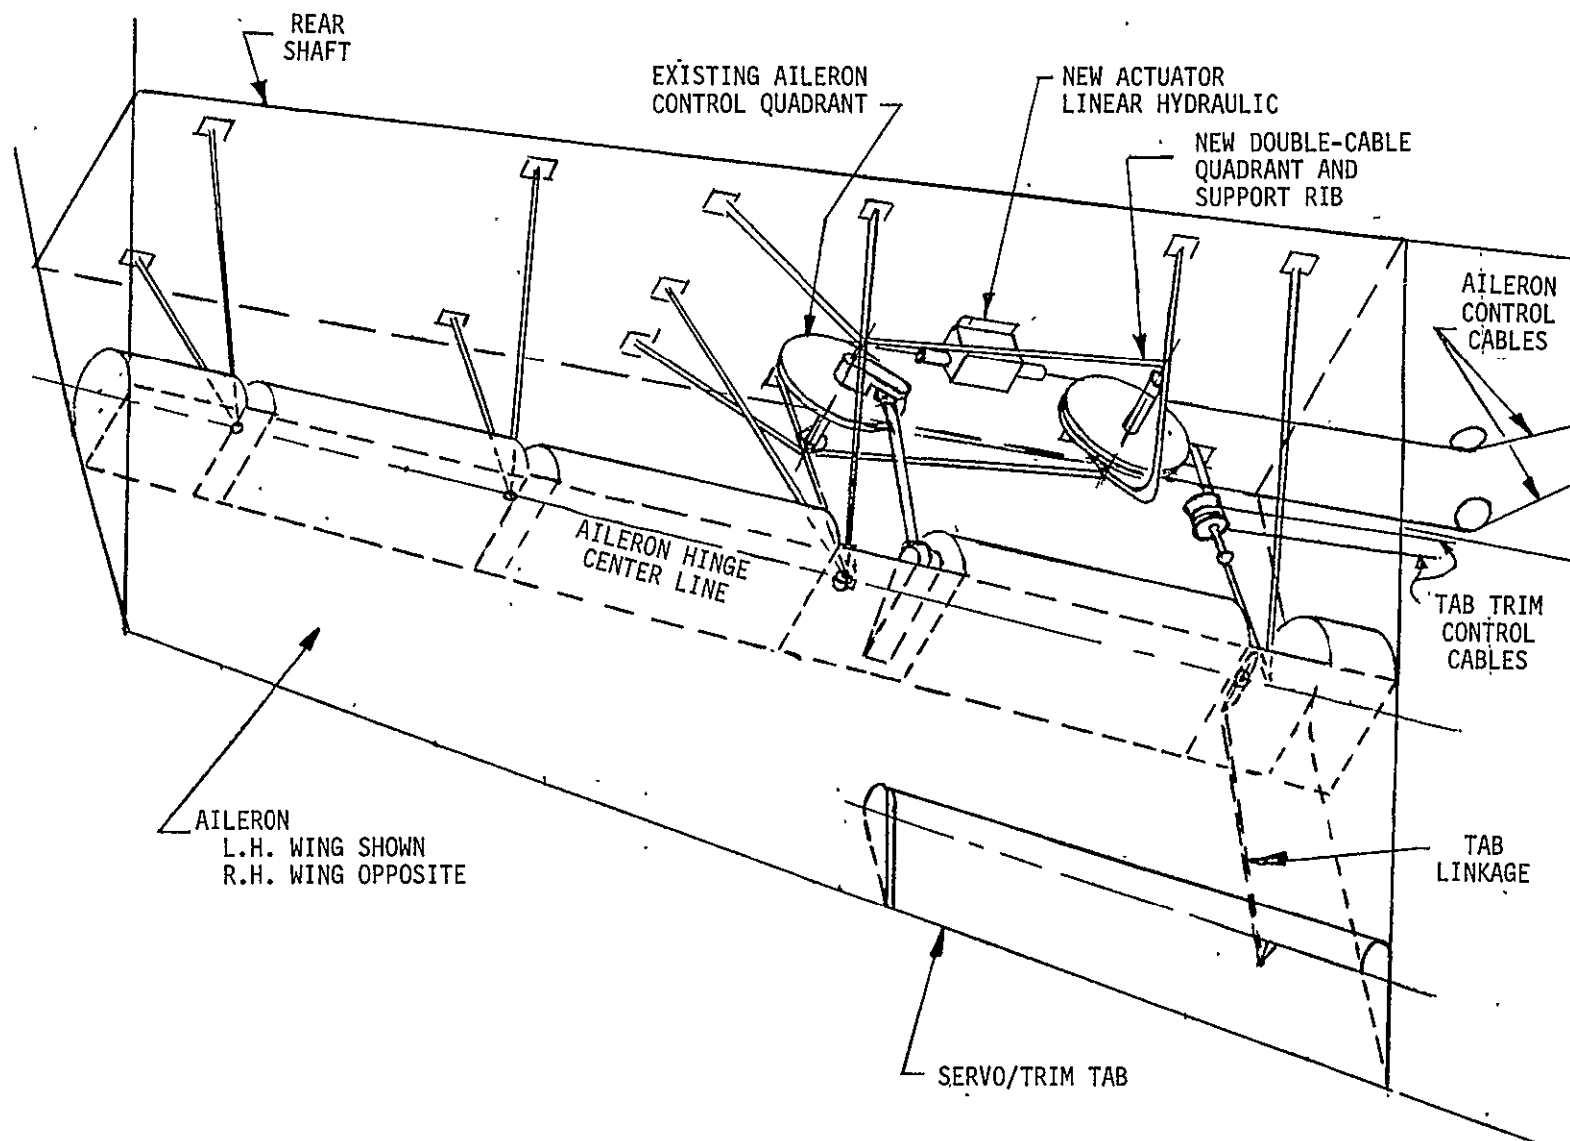 REAR
SHAFT
EXISTING AILERON
CONTROL QUADRANT
NEW ACTUATOR
LINEAR HYDRAULIC
NEW DOUBLE-CABLE
QUADRANT AND
SUPPORT RIB
AILERON
CONTROL
CABLES
AILERON HINGE
CENTER LINE
TAB TRIM
CONTROL
CABLES
AILERON
L.H. WING SHOWN
R.H. WING OPPOSITE
TAB
LINKAGE
SERVO/TRIM TAB